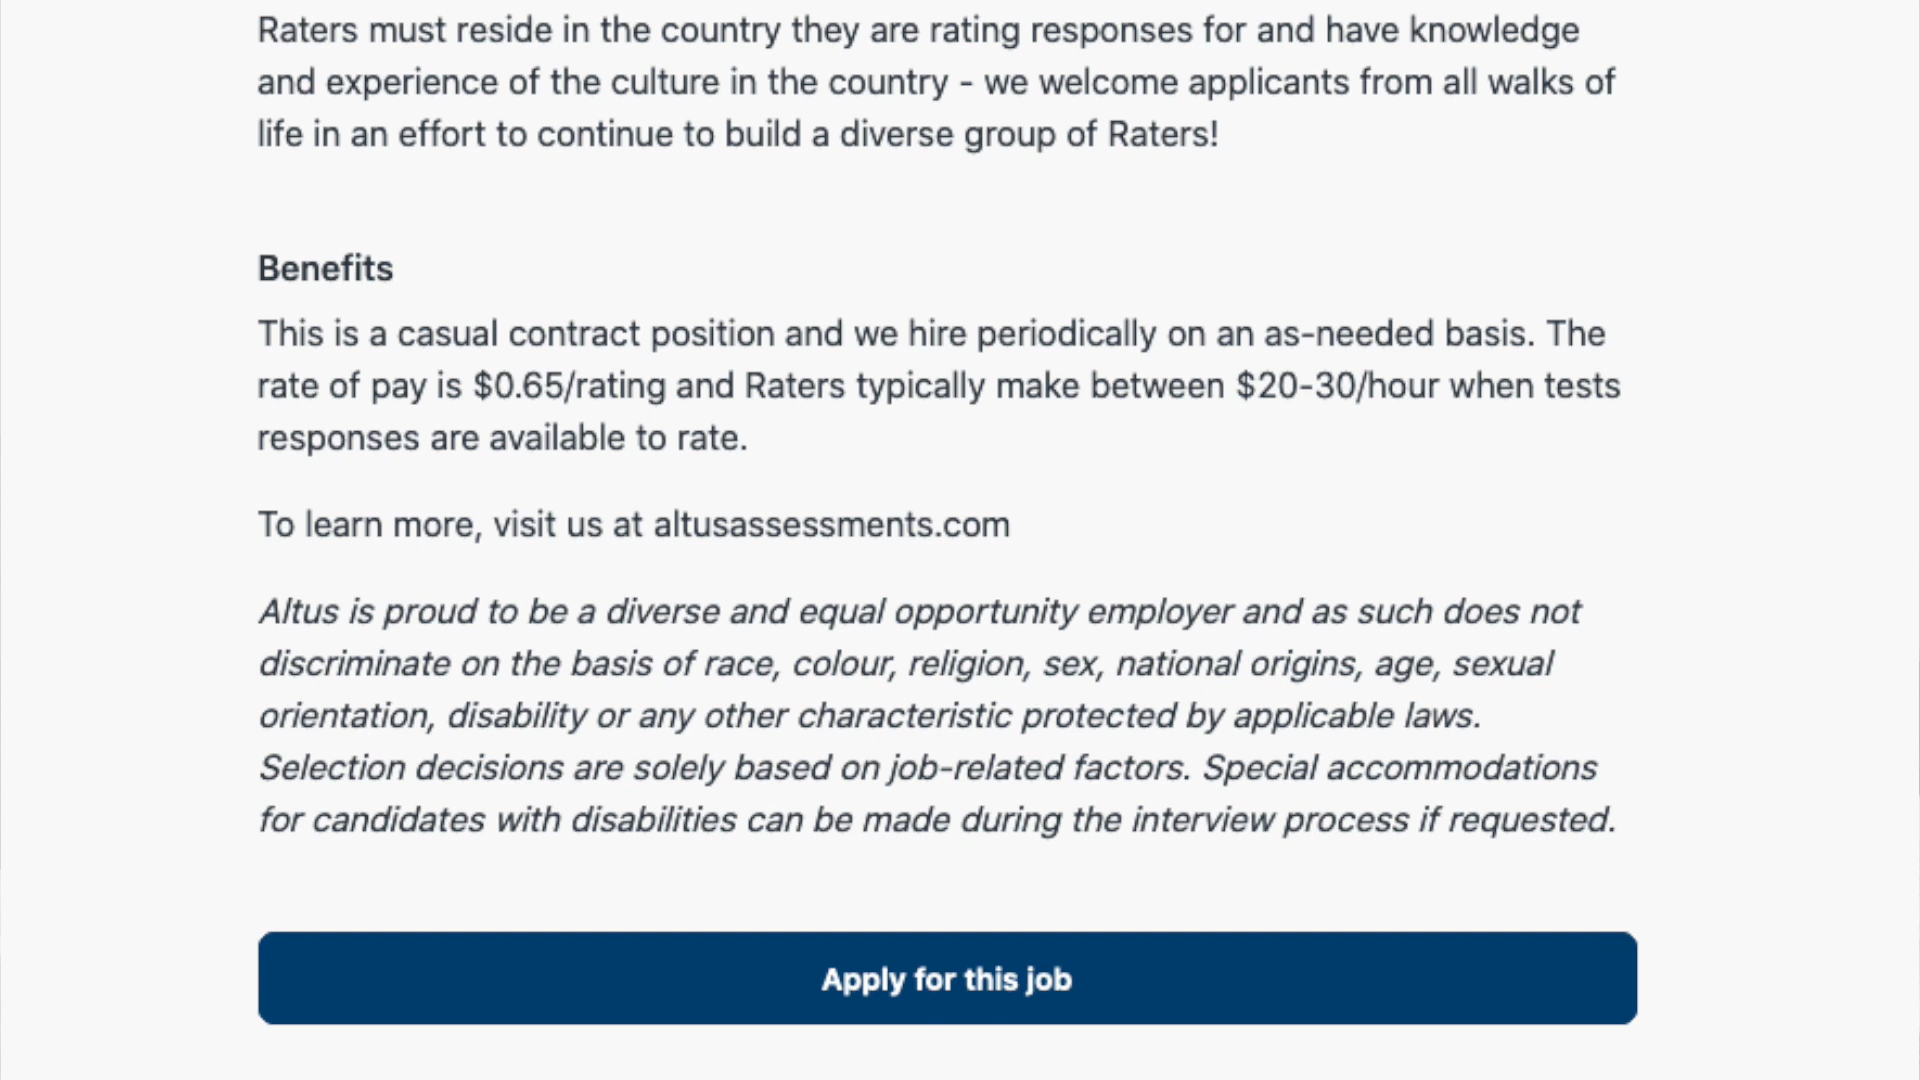 Raters must reside in the country they are rating responses for and have knowledge
and experience of the culture in the country - we welcome applicants from all walks of
life in an effort to continue to build a diverse group of Raters!
Benefits
This is a casual contract position and we hire periodically on an as-needed basis. The
rate of pay is $0.65/rating and Raters typically make between $20-30/hour when tests
responses are available to rate.
To learn more, visit us at altusassessments.com
Altus is proud to be a diverse and equal opportunity employer and as such does not
discriminate on the basis of race, colour, religion, sex, national origins, age, sexual
orientation, disability or any other characteristic protected by applicable laws.
Selection decisions are solely based on job-related factors. Special accommodations
for candidates with disabilities can be made during the interview process if requested.
Apply for this job